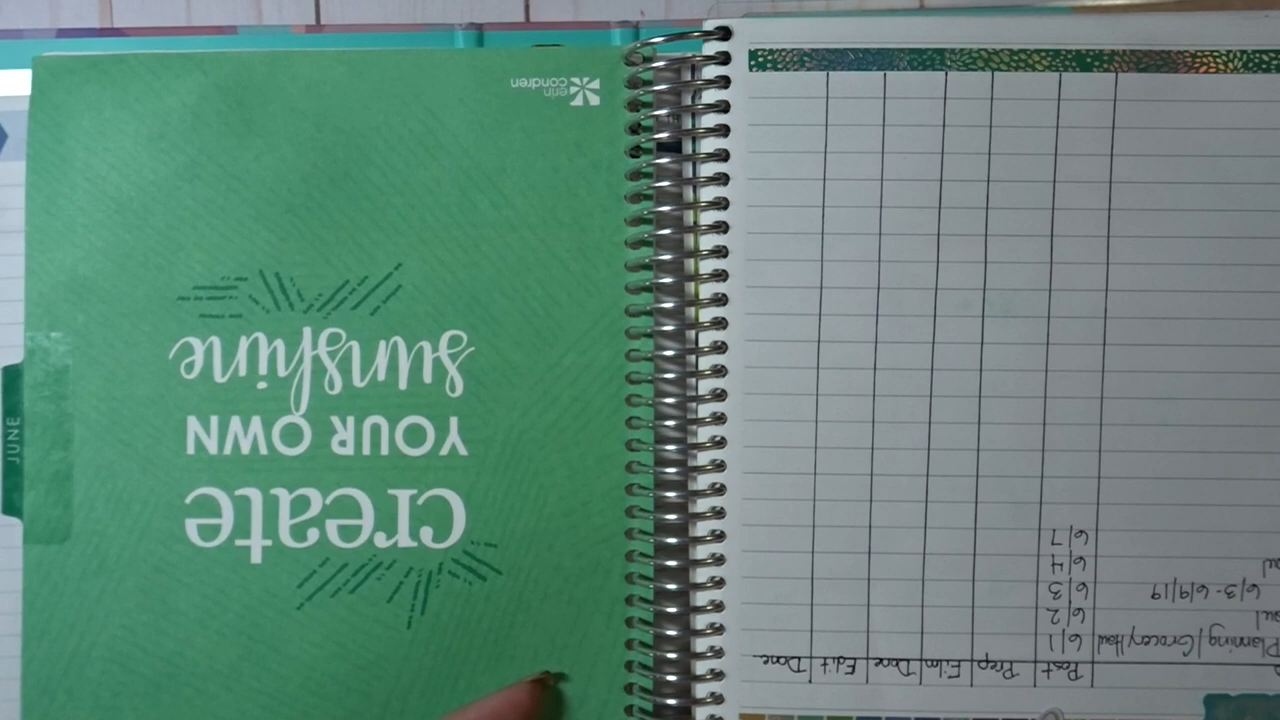 Post Prep Film Done Edit Done
Planning/Grocery Haul 6/1
6/2
6/3-6/9/19 6/3
6/4
6/7
create
YOUR OWN
sunshine
erin
condren
JUNE